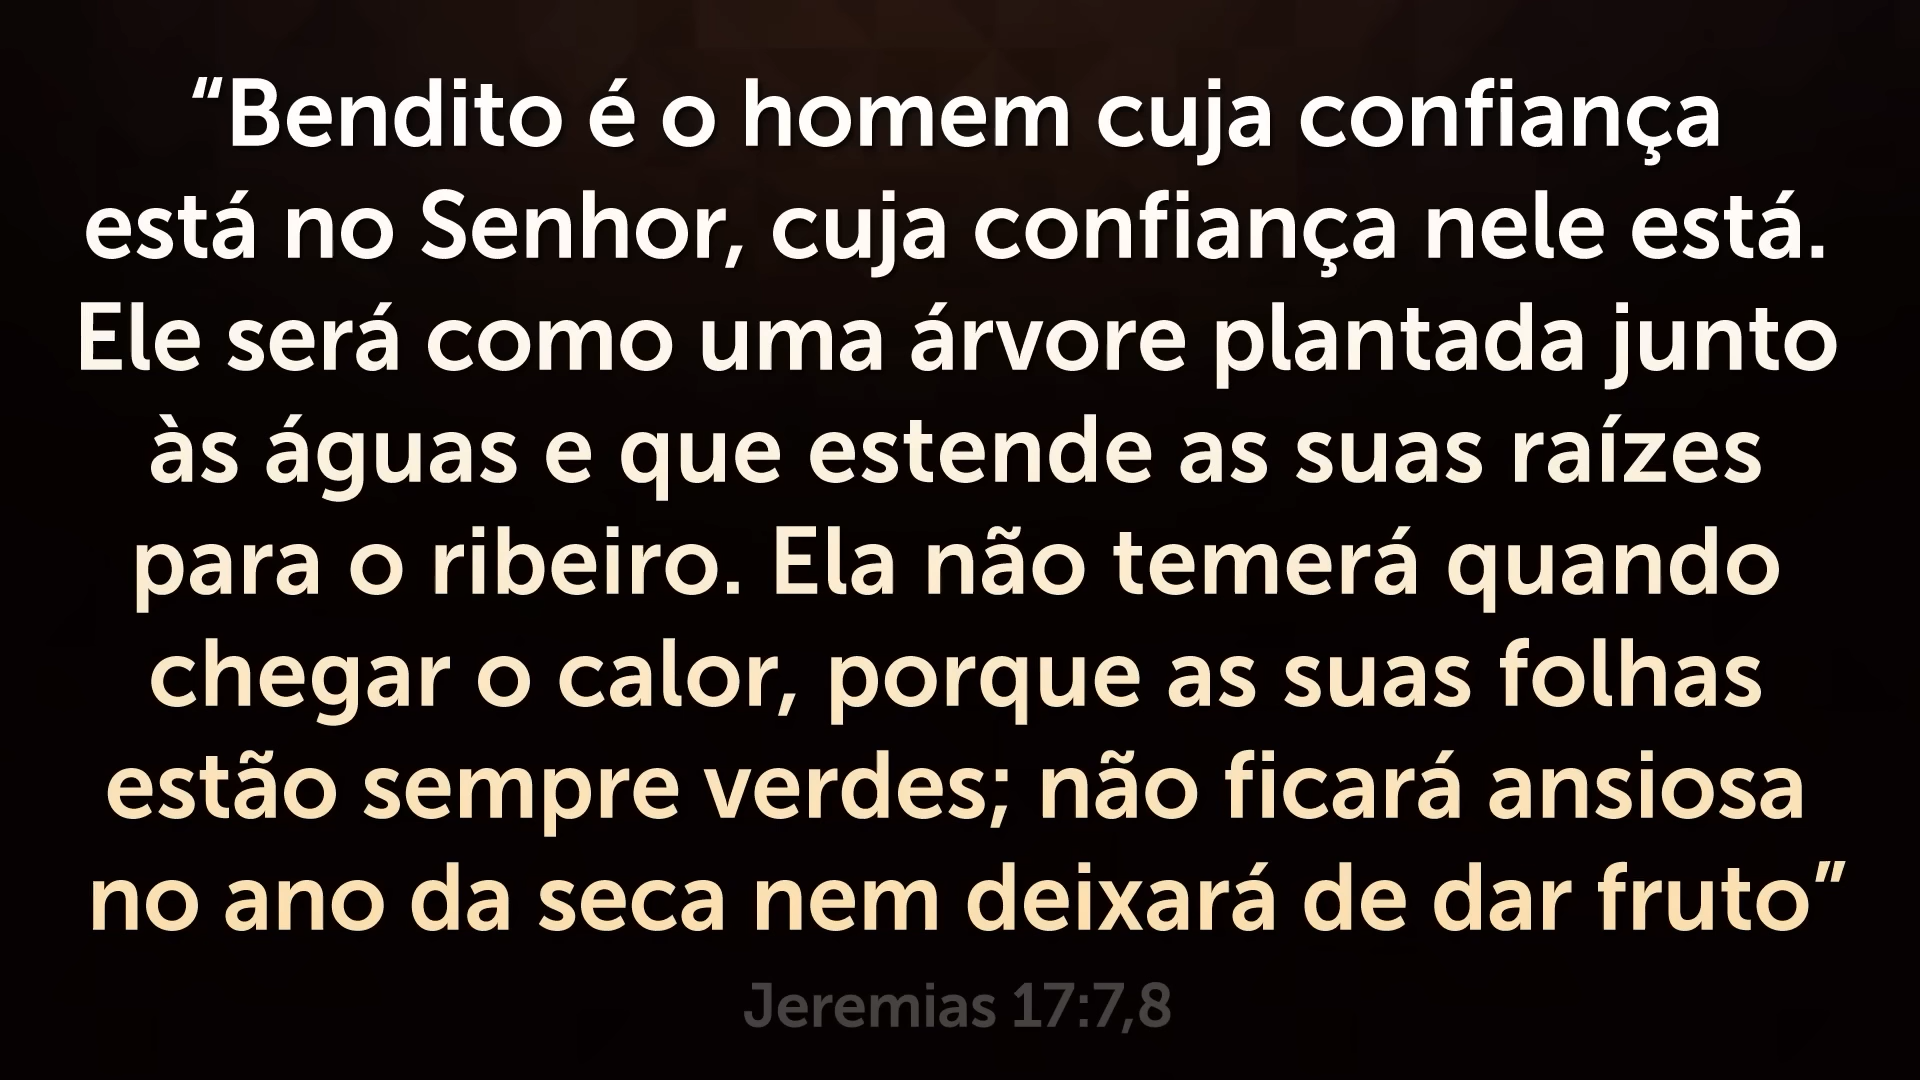 “Bendito é o homem cuja confiança
está no Senhor, cuja confiança nele está.
Ele será como uma árvore plantada junto
às águas e que estende as suas raízes
para o ribeiro. Ela não temerá quando
chegar o calor, porque as suas folhas
estão sempre verdes; não ficará ansiosa
no ano da seca nem deixará de dar fruto”
Jeremias 17:7,8